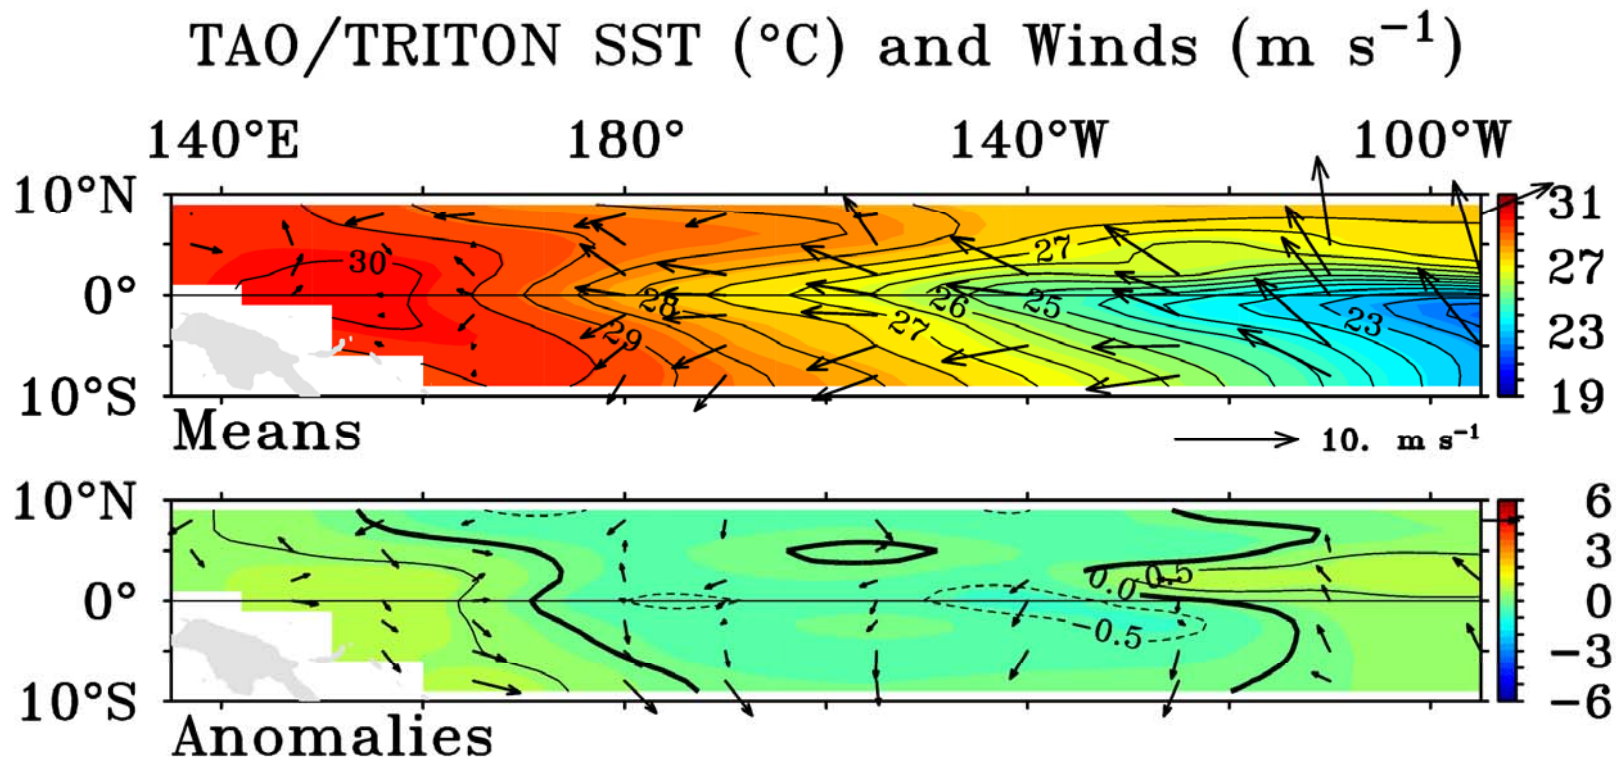 TAO/TRITON SST (°C) and Winds (m s⁻¹)
140°E 180° 140°W 100°W
10°N
0°
10°S
30
28
29
27
26
27
25
23
31
27
23
19
Means
10. m s⁻¹
10°N
0°
10°S
0.0
0.5
-0.5
6
3
0
-3
-6
Anomalies